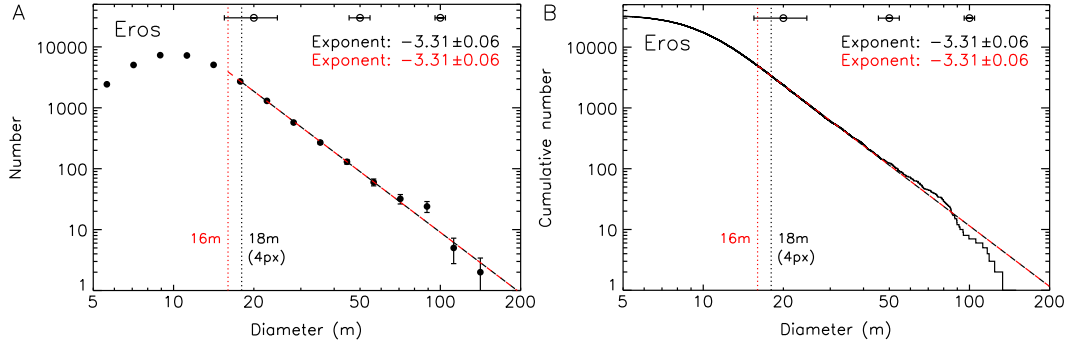 A
Eros
Exponent: −3.31±0.06
Exponent: −3.31±0.06
10000
1000
100
10
1
Number
16m
18m
(4px)
5
10
20
50
100
200
Diameter (m)
B
Eros
Exponent: −3.31±0.06
Exponent: −3.31±0.06
10000
1000
100
10
1
Cumulative number
16m
18m
(4px)
5
10
20
50
100
200
Diameter (m)